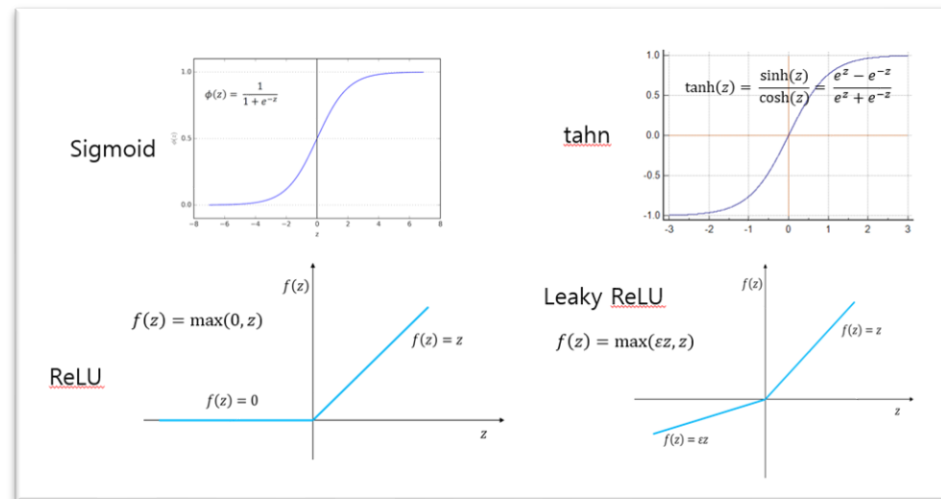 Sigmoid
1.0
ϕ(z) = 1 / (1 + e^{-z})
0.5
0.0
-8 -6 -4 -2 0 2 4 6 8
z
tahn
1.0
tanh(z) = sinh(z) / cosh(z) = (e^z − e^{-z}) / (e^z + e^{-z})
0.5
0.0
-0.5
-1.0
-3 -2 -1 0 1 2 3
ReLU
f(z)
f(z) = max(0, z)
f(z) = z
f(z) = 0
z
Leaky ReLU
f(z)
f(z) = max(εz, z)
f(z) = z
z
f(z) = εz